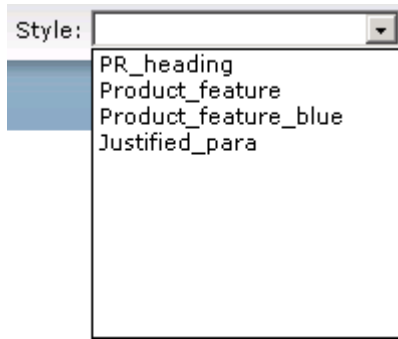 Style:
PR_heading
Product_feature
Product_feature_blue
Justified_para